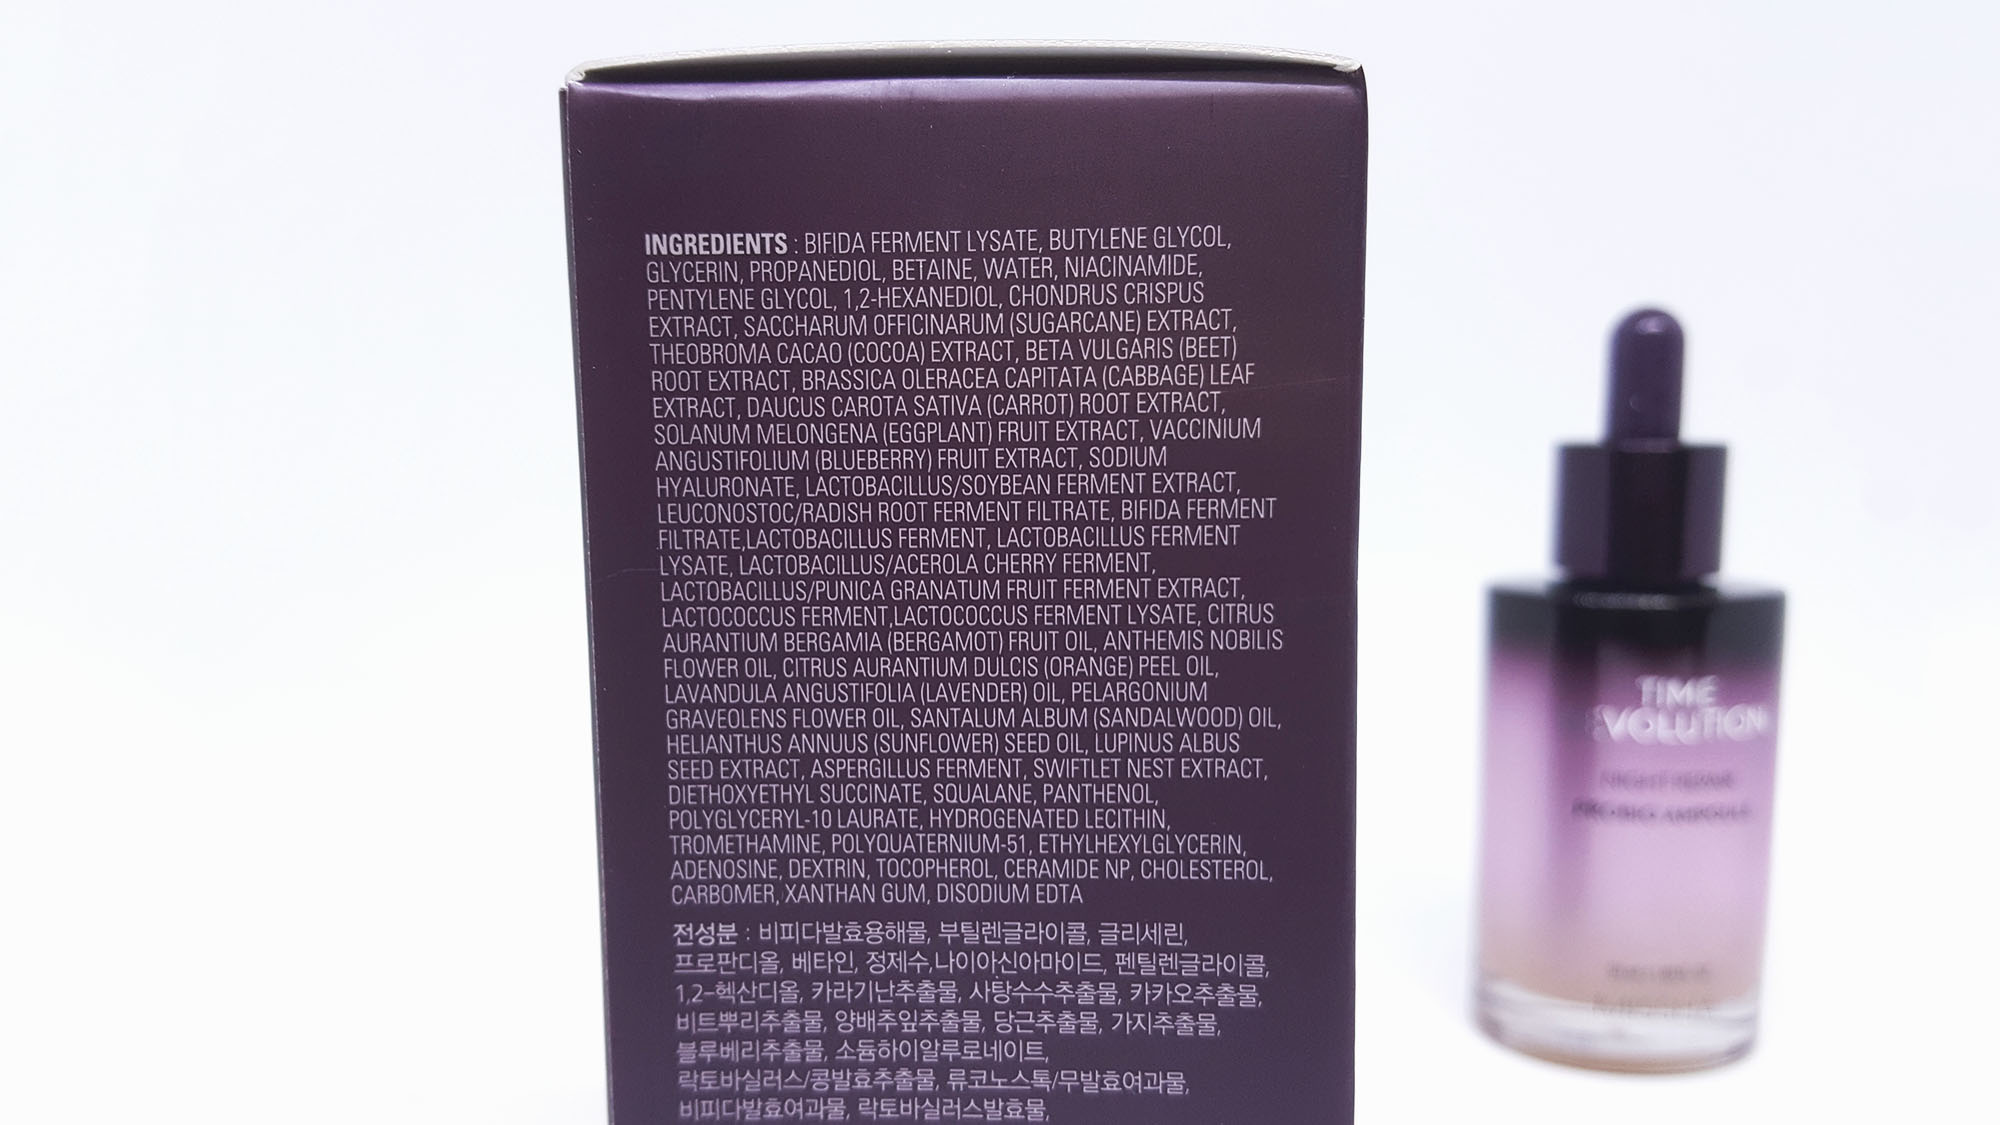 INGREDIENTS : BIFIDA FERMENT LYSATE, BUTYLENE GLYCOL,
GLYCERIN, PROPANEDIOL, BETAINE, WATER, NIACINAMIDE,
PENTYLENE GLYCOL, 1,2-HEXANEDIOL, CHONDRUS CRISPUS
EXTRACT, SACCHARUM OFFICINARUM (SUGARCANE) EXTRACT,
THEOBROMA CACAO (COCOA) EXTRACT, BETA VULGARIS (BEET)
ROOT EXTRACT, BRASSICA OLERACEA CAPITATA (CABBAGE) LEAF
EXTRACT, DAUCUS CAROTA SATIVA (CARROT) ROOT EXTRACT,
SOLANUM MELONGENA (EGGPLANT) FRUIT EXTRACT, VACCINIUM
ANGUSTIFOLIUM (BLUEBERRY) FRUIT EXTRACT, SODIUM
HYALURONATE, LACTOBACILLUS/SOYBEAN FERMENT EXTRACT,
LEUCONOSTOC/RADISH ROOT FERMENT FILTRATE, BIFIDA FERMENT
FILTRATE,LACTOBACILLUS FERMENT, LACTOBACILLUS FERMENT
LYSATE, LACTOBACILLUS/ACEROLA CHERRY FERMENT,
LACTOBACILLUS/PUNICA GRANATUM FRUIT FERMENT EXTRACT,
LACTOCOCCUS FERMENT,LACTOCOCCUS FERMENT LYSATE, CITRUS
AURANTIUM BERGAMIA (BERGAMOT) FRUIT OIL, ANTHEMIS NOBILIS
FLOWER OIL, CITRUS AURANTIUM DULCIS (ORANGE) PEEL OIL,
LAVANDULA ANGUSTIFOLIA (LAVENDER) OIL, PELARGONIUM
GRAVEOLENS FLOWER OIL, SANTALUM ALBUM (SANDALWOOD) OIL,
HELIANTHUS ANNUUS (SUNFLOWER) SEED OIL, LUPINUS ALBUS
SEED EXTRACT, ASPERGILLUS FERMENT, SWIFTLET NEST EXTRACT,
DIETHOXYETHYL SUCCINATE, SQUALANE, PANTHENOL,
POLYGLYCERYL-10 LAURATE, HYDROGENATED LECITHIN,
TROMETHAMINE, POLYQUATERNIUM-51, ETHYLHEXYLGLYCERIN,
ADENOSINE, DEXTRIN, TOCOPHEROL, CERAMIDE NP, CHOLESTEROL,
CARBOMER, XANTHAN GUM, DISODIUM EDTA
전성분 : 비피다발효용해물, 부틸렌글라이콜, 글리세린,
프로판디올, 베타인, 정제수,나이아신아마이드, 펜틸렌글라이콜,
1,2-헥산디올, 카라기난추출물, 사탕수수추출물, 카카오추출물,
비트뿌리추출물, 양배추잎추출물, 당근추출물, 가지추출물,
블루베리추출물, 소듐하이알루로네이트,
락토바실러스/콩발효추출물, 류코노스톡/무발효여과물,
비피다발효여과물, 락토바실러스발효물,
TIME
REVOLUTION
NIGHT REPAIR
PROBIO AMPOULE